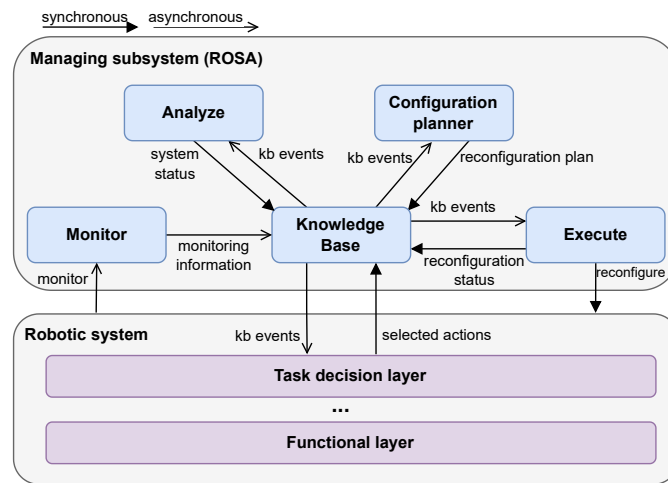 synchronous
asynchronous
Managing subsystem (ROSA)
Analyze
Configuration
planner
system
status
kb events
kb events
reconfiguration plan
kb events
Monitor
monitoring
information
Knowledge
Base
Execute
reconfiguration
status
monitor
reconfigure
Robotic system
kb events
selected actions
Task decision layer
...
Functional layer